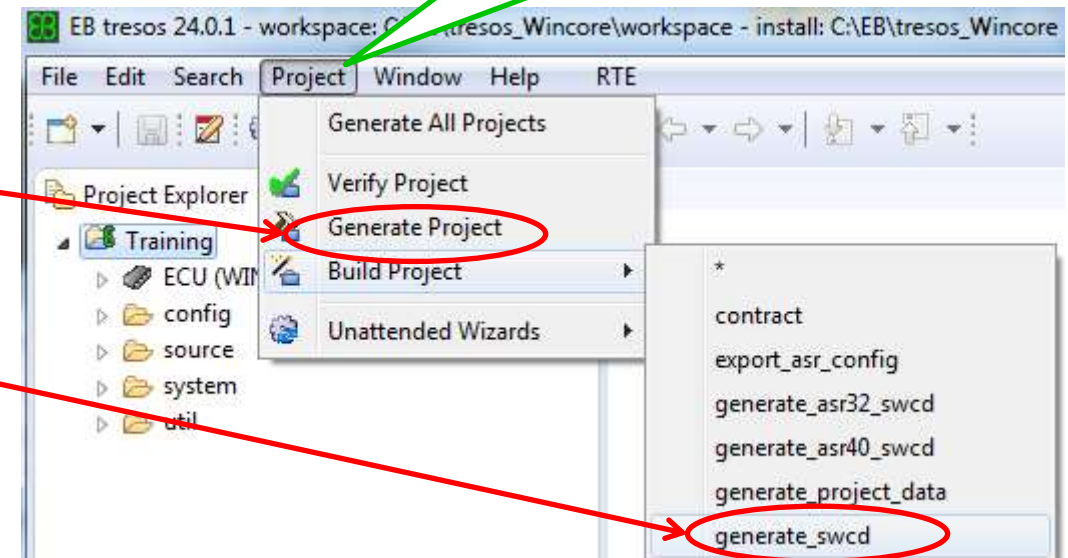 EB tresos 24.0.1 - workspace: tresos_Wincore\workspace - install: C:\EB\tresos_Wincore
File Edit Search Project Window Help RTE
Generate All Projects
Project Explorer
Verify Project
Training
Generate Project
ECU
Build Project
*
config
contract
source
Unattended Wizards
export_asr_config
system
generate_asr32_swcd
util
generate_asr40_swcd
generate_project_data
generate_swcd